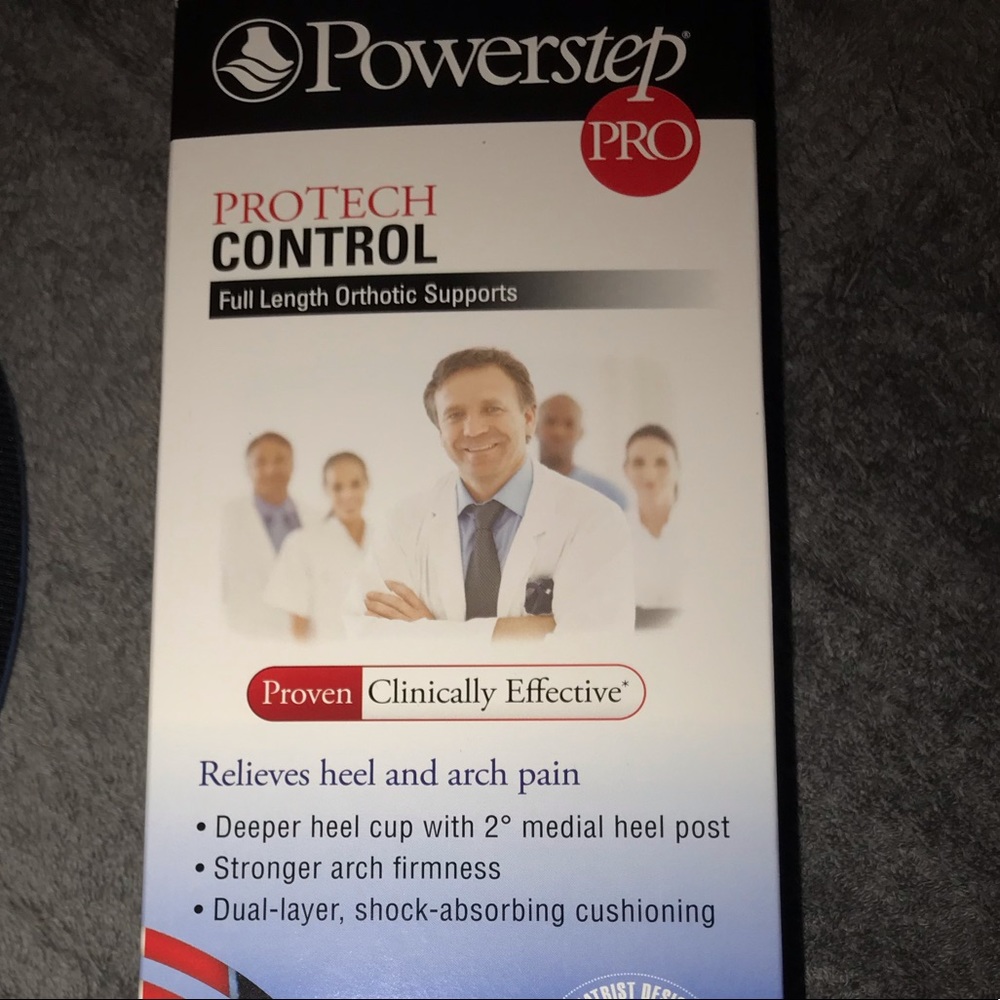 Powerstep®
PRO
PROTECH
CONTROL
Full Length Orthotic Supports
Proven Clinically Effective*
Relieves heel and arch pain
• Deeper heel cup with 2° medial heel post
• Stronger arch firmness
• Dual-layer, shock-absorbing cushioning